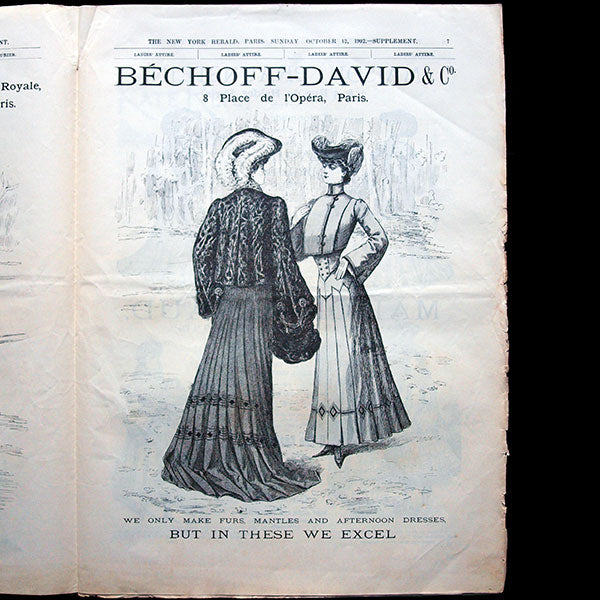 NT.
URIER.
Royale,
ris.
THE NEW YORK HERALD, PARIS, SUNDAY, OCTOBER 12, 1902.—SUPPLEMENT. 7
LADIES' ATTIRE. LADIES' ATTIRE. LADIES' ATTIRE. LADIES' ATTIRE.
BÉCHOFF-DAVID & Co.
8 Place de l'Opéra, Paris.
WE ONLY MAKE FURS, MANTLES AND AFTERNOON DRESSES,
BUT IN THESE WE EXCEL